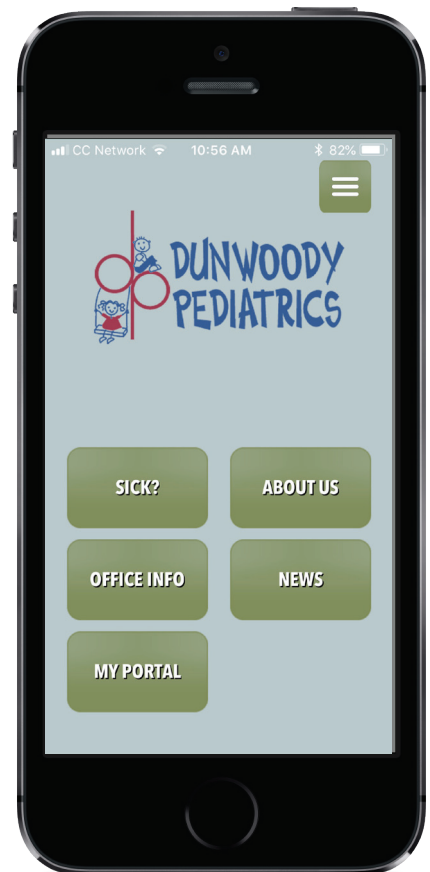 CC Network 10:56 AM 82%
DUNWOODY
PEDIATRICS
SICK? ABOUT US
OFFICE INFO NEWS
MY PORTAL